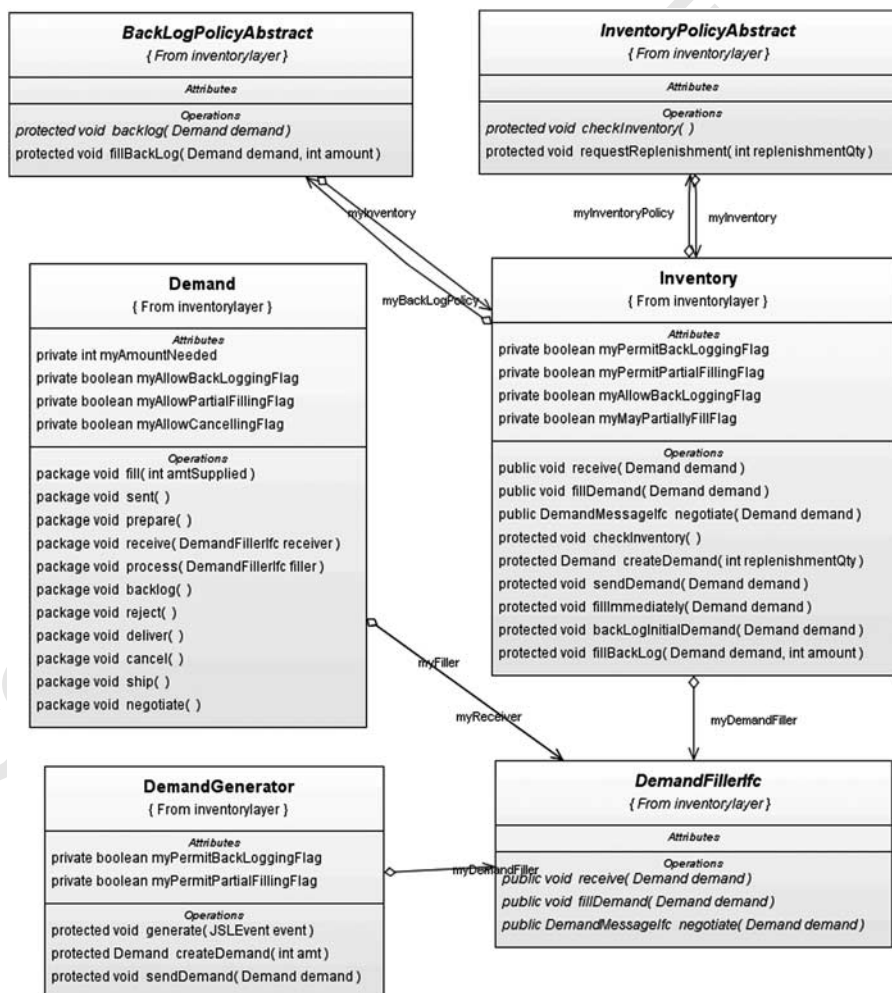 BackLogPolicyAbstract
{ From inventorylayer }
Attributes
Operations
protected void backlog( Demand demand )
protected void fillBackLog( Demand demand, int amount )
InventoryPolicyAbstract
{ From inventorylayer }
Attributes
Operations
protected void checkInventory( )
protected void requestReplenishment( int replenishmentQty )
myInventory
myInventoryPolicy
myInventory
myBackLogPolicy
Demand
{ From inventorylayer }
Attributes
private int myAmountNeeded
private boolean myAllowBackLoggingFlag
private boolean myAllowPartialFillingFlag
private boolean myAllowCancellingFlag
Operations
package void fill( int amtSupplied )
package void sent( )
package void prepare( )
package void receive( DemandFillerIfc receiver )
package void process( DemandFillerIfc filler )
package void backlog( )
package void reject( )
package void deliver( )
package void cancel( )
package void ship( )
package void negotiate( )
Inventory
{ From inventorylayer }
Attributes
private boolean myPermitBackLoggingFlag
private boolean myPermitPartialFillingFlag
private boolean myAllowBackLoggingFlag
private boolean myMayPartiallyFillFlag
Operations
public void receive( Demand demand )
public void fillDemand( Demand demand )
public DemandMessageIfc negotiate( Demand demand )
protected void checkInventory( )
protected Demand createDemand( int replenishmentQty )
protected void sendDemand( Demand demand )
protected void fillImmediately( Demand demand )
protected void backLogInitialDemand( Demand demand )
protected void fillBackLog( Demand demand, int amount )
myFiller
myReceiver
myDemandFiller
DemandGenerator
{ From inventorylayer }
Attributes
private boolean myPermitBackLoggingFlag
private boolean myPermitPartialFillingFlag
Operations
protected void generate( JSLEvent event )
protected Demand createDemand( int amt )
protected void sendDemand( Demand demand )
myDemandFiller
DemandFillerIfc
{ From inventorylayer }
Attributes
Operations
public void receive( Demand demand )
public void fillDemand( Demand demand )
public DemandMessageIfc negotiate( Demand demand )